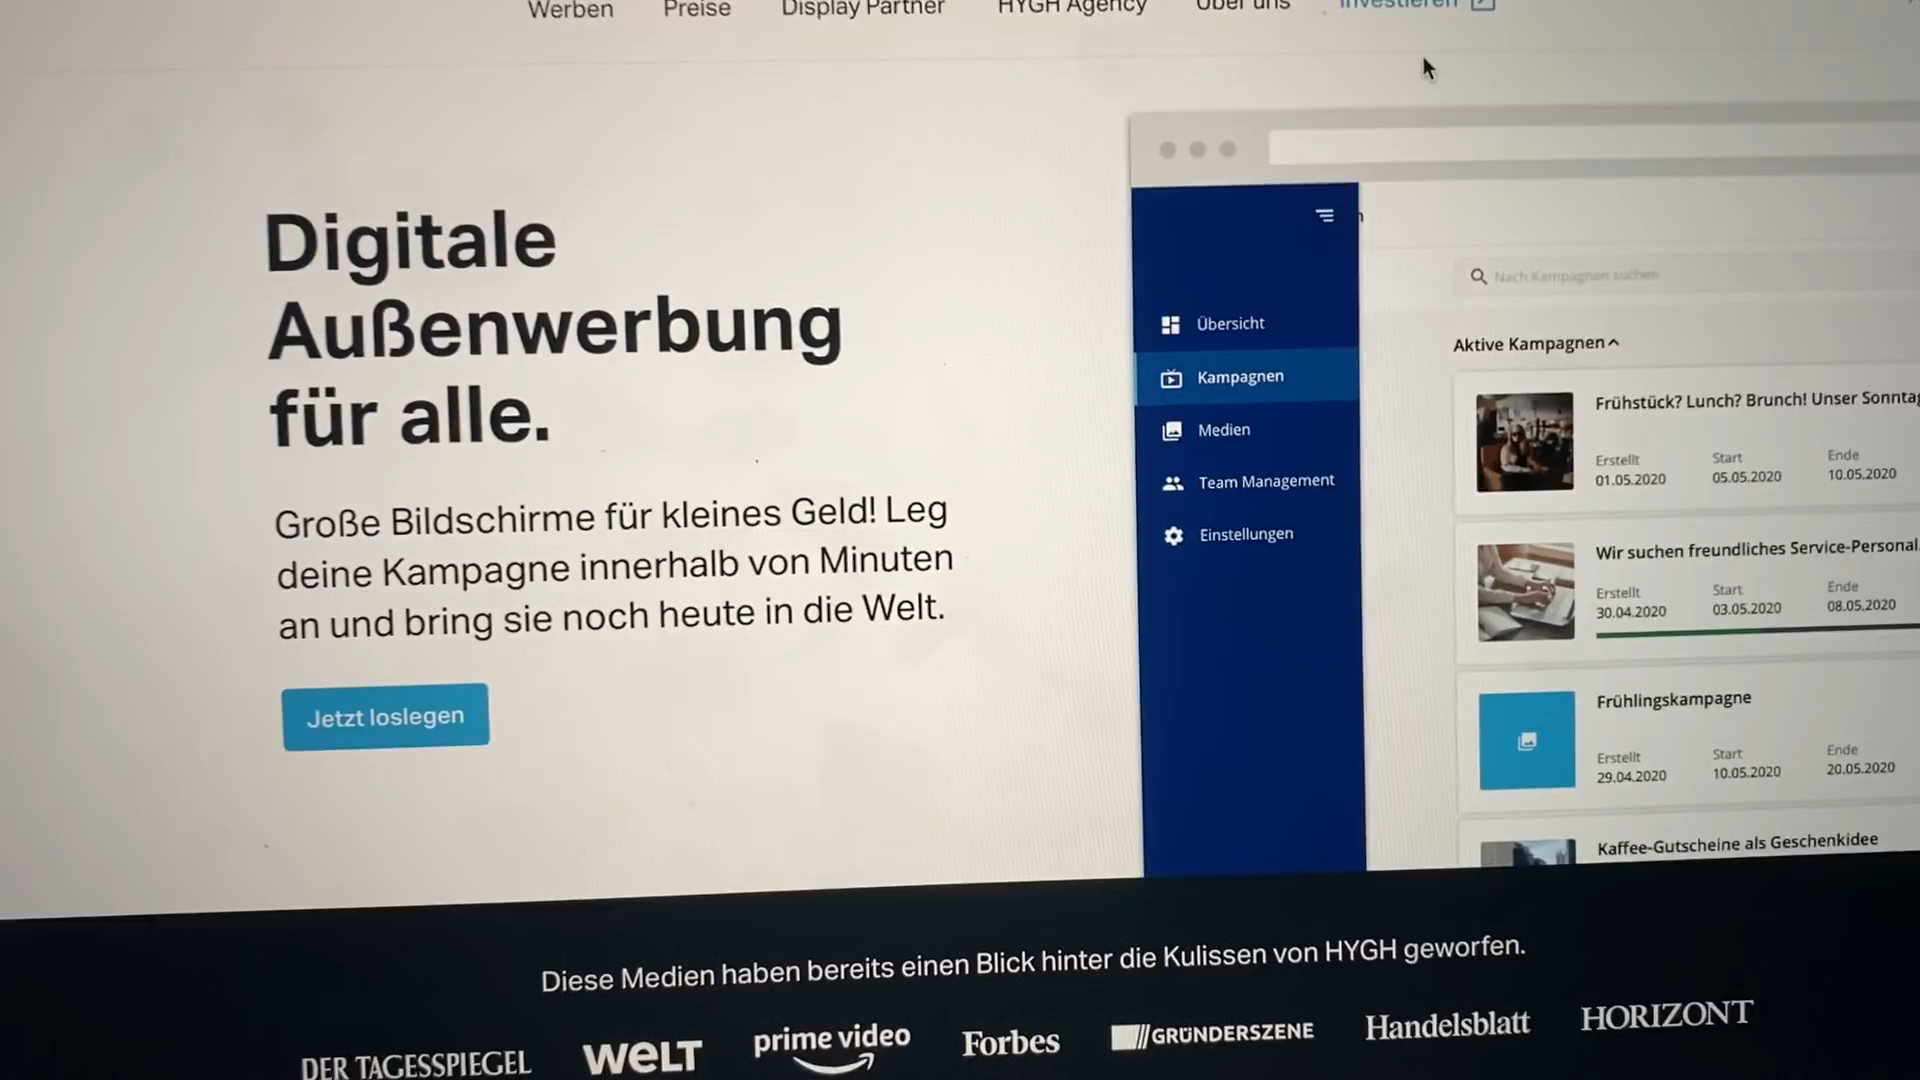 Werben Preise Display Partner HYGH Agency Über uns Investieren
Digitale
Außenwerbung
für alle.
Große Bildschirme für kleines Geld! Leg
deine Kampagne innerhalb von Minuten
an und bring sie noch heute in die Welt.
Jetzt loslegen
Übersicht
Kampagnen
Medien
Team Management
Einstellungen
Nach Kampagnen suchen
Aktive Kampagnen
Frühstück? Lunch? Brunch! Unser Sonntag
Erstellt Start Ende
01.05.2020 05.05.2020 10.05.2020
Wir suchen freundliches Service-Personal.
Erstellt Start Ende
30.04.2020 03.05.2020 08.05.2020
Frühlingskampagne
Erstellt Start Ende
29.04.2020 10.05.2020 20.05.2020
Kaffee-Gutscheine als Geschenkidee
Diese Medien haben bereits einen Blick hinter die Kulissen von HYGH geworfen.
DER TAGESSPIEGEL WELT prime video Forbes GRÜNDERSZENE Handelsblatt HORIZONT